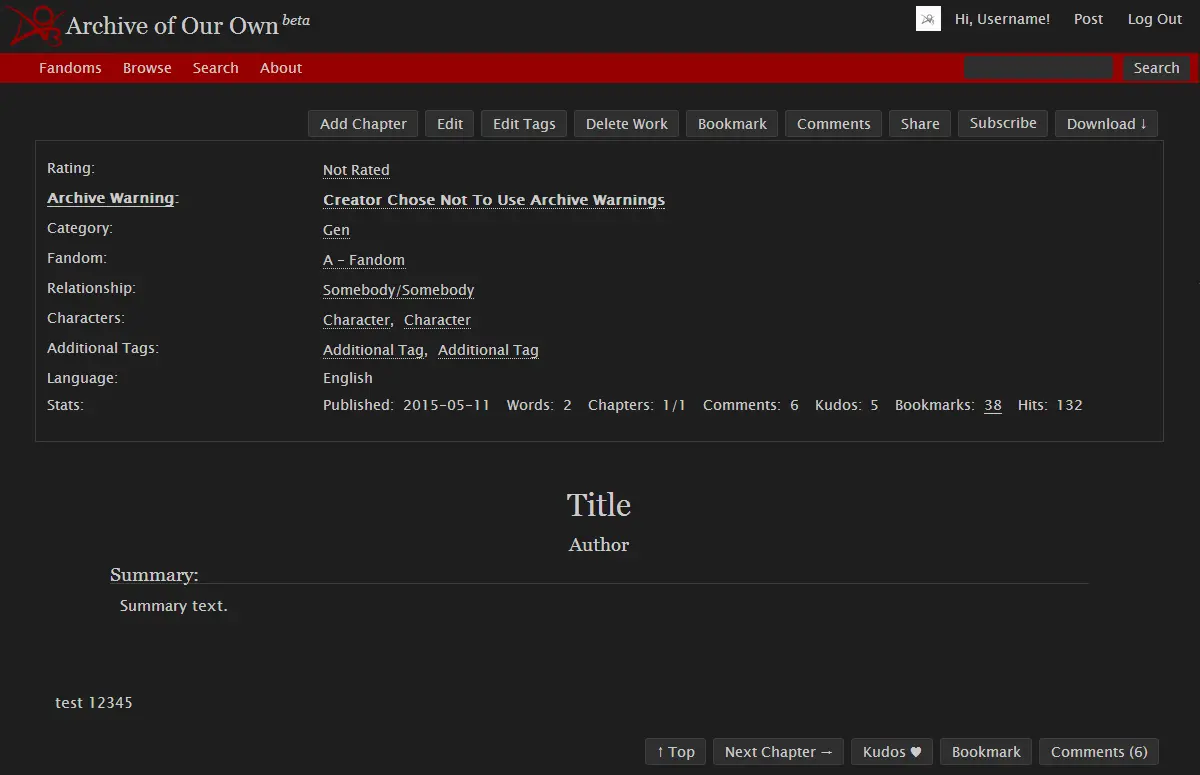 Archive of Our Own beta
Hi, Username! Post Log Out
Fandoms Browse Search About Search
Add Chapter Edit Edit Tags Delete Work Bookmark Comments Share Subscribe Download ↓
Rating: Not Rated
Archive Warning: Creator Chose Not To Use Archive Warnings
Category: Gen
Fandom: A - Fandom
Relationship: Somebody/Somebody
Characters: Character, Character
Additional Tags: Additional Tag, Additional Tag
Language: English
Stats: Published: 2015-05-11 Words: 2 Chapters: 1/1 Comments: 6 Kudos: 5 Bookmarks: 38 Hits: 132
Title
Author
Summary:
Summary text.
test 12345
↑ Top Next Chapter → Kudos ♥ Bookmark Comments (6)